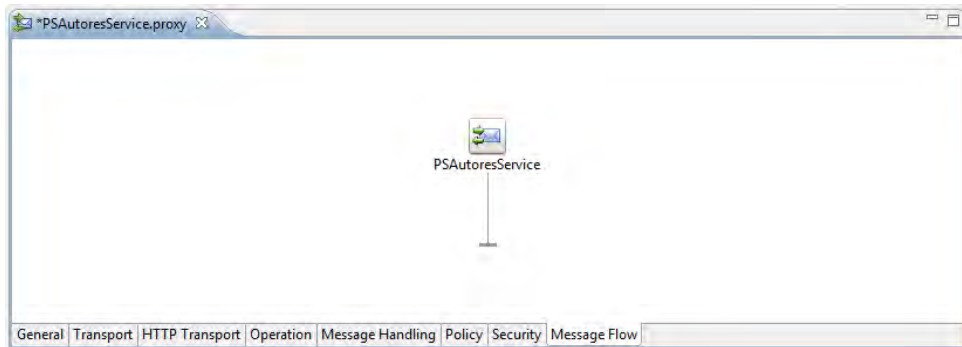 *PSAutoresService.proxy
PSAutoresService
General Transport HTTP Transport Operation Message Handling Policy Security Message Flow